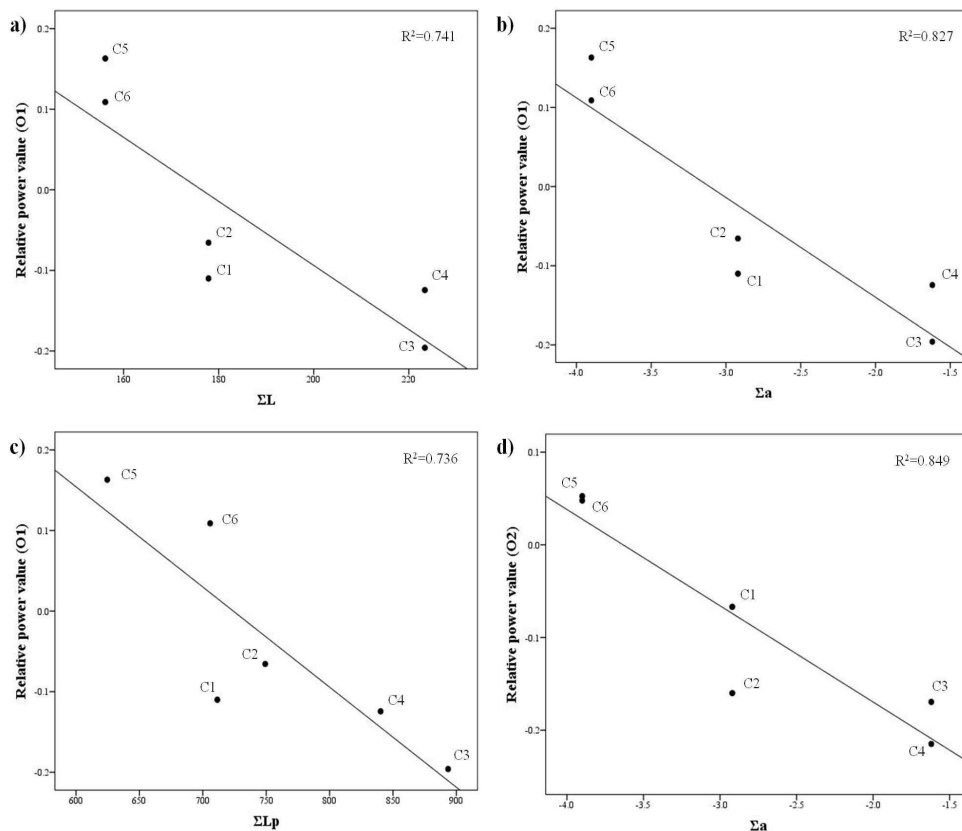 a)
R²=0.741
Relative power value (O1)
0.2
0.1
0.0
-0.1
-0.2
C5
C6
C2
C1
C4
C3
160
180
200
220
ΣL
b)
R²=0.827
Relative power value (O1)
0.2
0.1
0.0
-0.1
-0.2
C5
C6
C2
C1
C4
C3
-4.0
-3.5
-3.0
-2.5
-2.0
-1.5
Σa
c)
R²=0.736
Relative power value (O1)
0.2
0.1
0.0
-0.1
-0.2
C5
C6
C2
C1
C4
C3
600
650
700
750
800
850
900
ΣLp
d)
R²=0.849
Relative power value (O2)
0.1
0.0
-0.1
-0.2
C5
C6
C1
C2
C3
C4
-4.0
-3.5
-3.0
-2.5
-2.0
-1.5
Σa